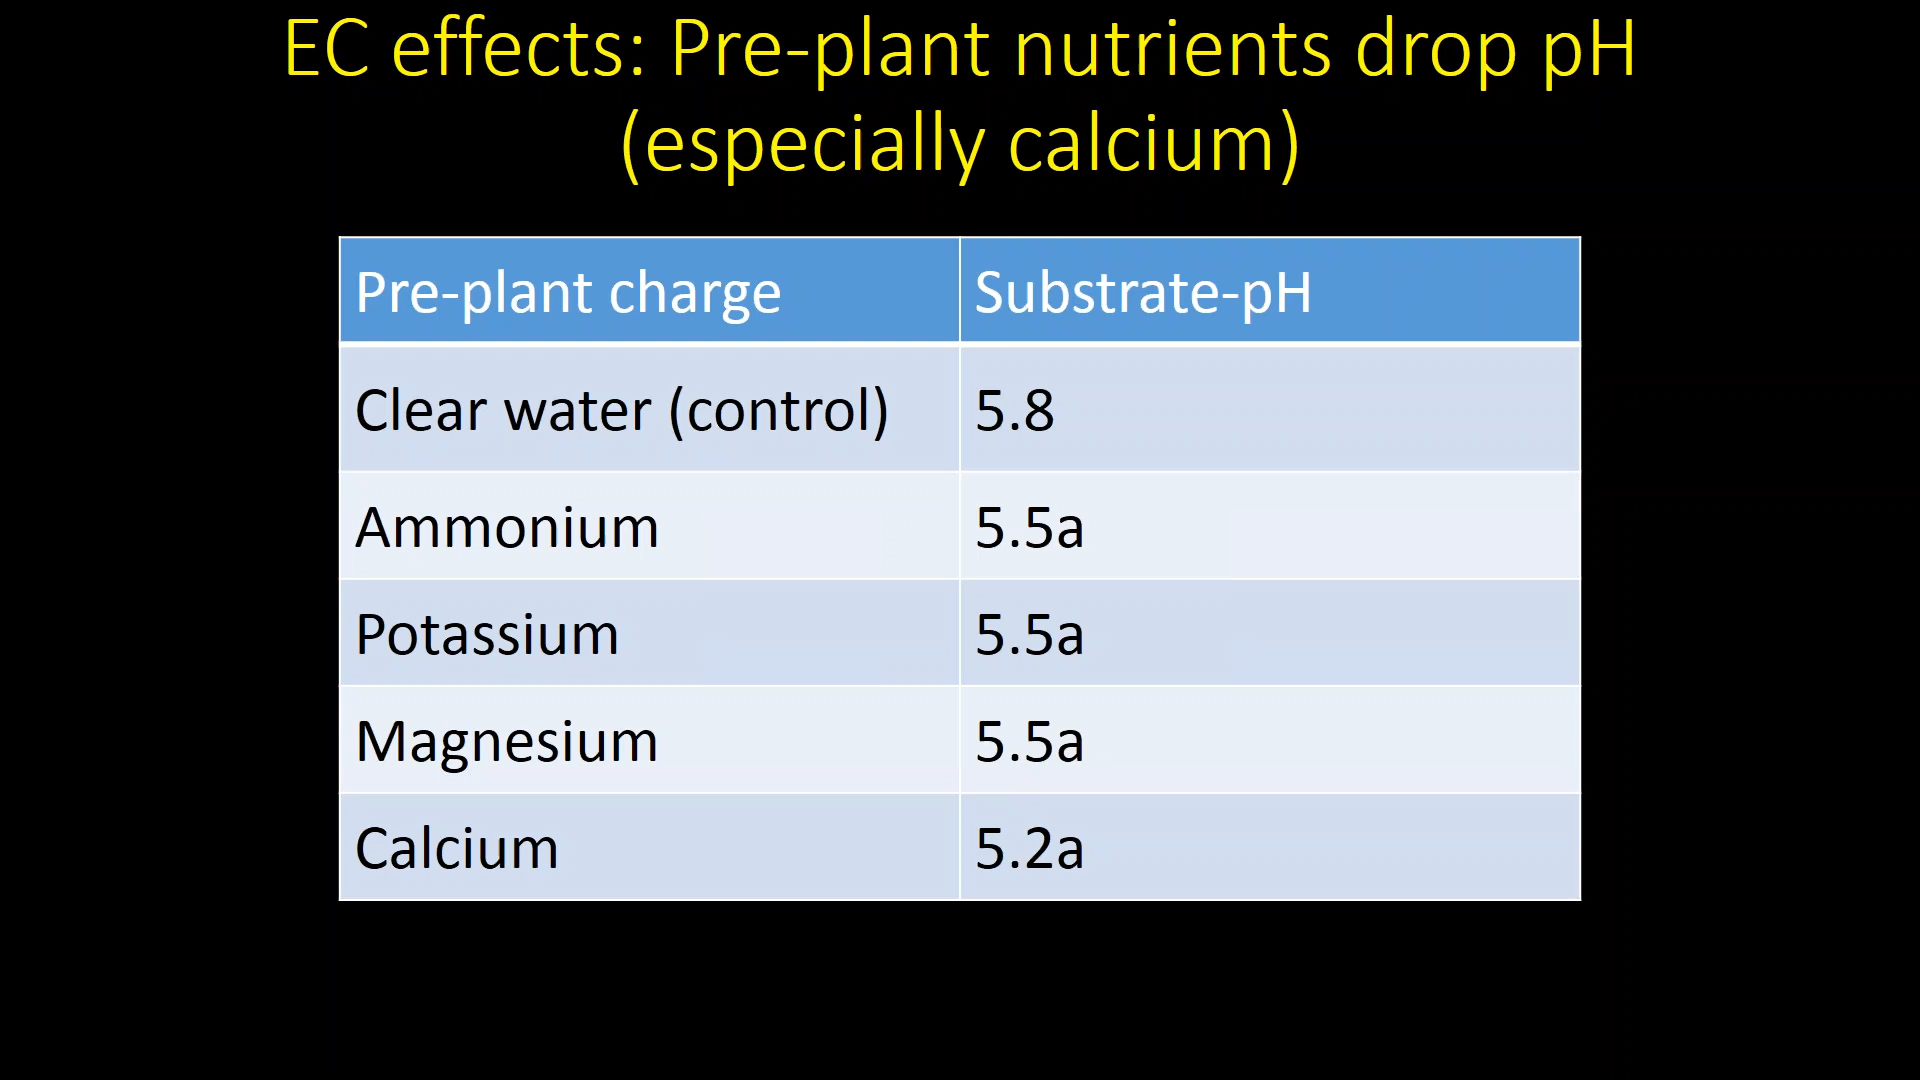 EC effects: Pre-plant nutrients drop pH
(especially calcium)
Pre-plant charge Substrate-pH
Clear water (control) 5.8
Ammonium 5.5a
Potassium 5.5a
Magnesium 5.5a
Calcium 5.2a